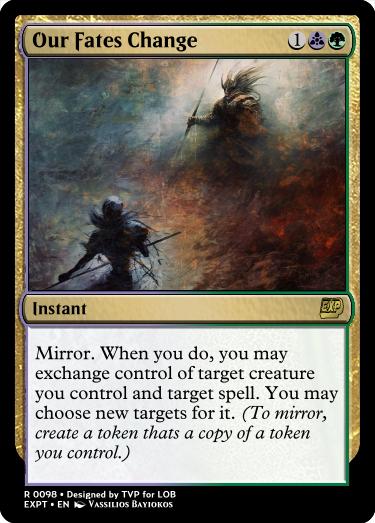 Our Fates Change 1
Instant EXP
Mirror. When you do, you may
exchange control of target creature
you control and target spell. You may
choose new targets for it. (To mirror,
create a token thats a copy of a token
you control.)
R 0098 • Designed by TVP for LOB
EXPT • EN Vassilios Bayiokos